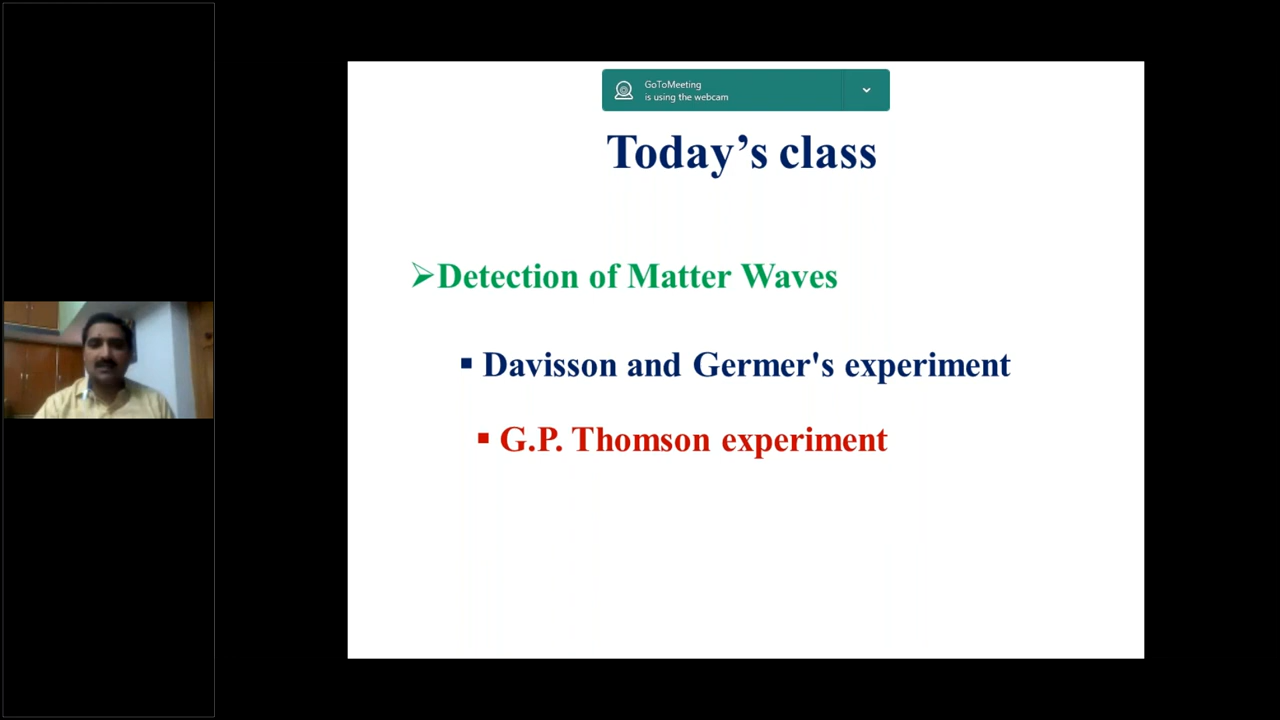 GoToMeeting
is using the webcam
Today’s class
➢Detection of Matter Waves
▪ Davisson and Germer's experiment
▪ G.P. Thomson experiment